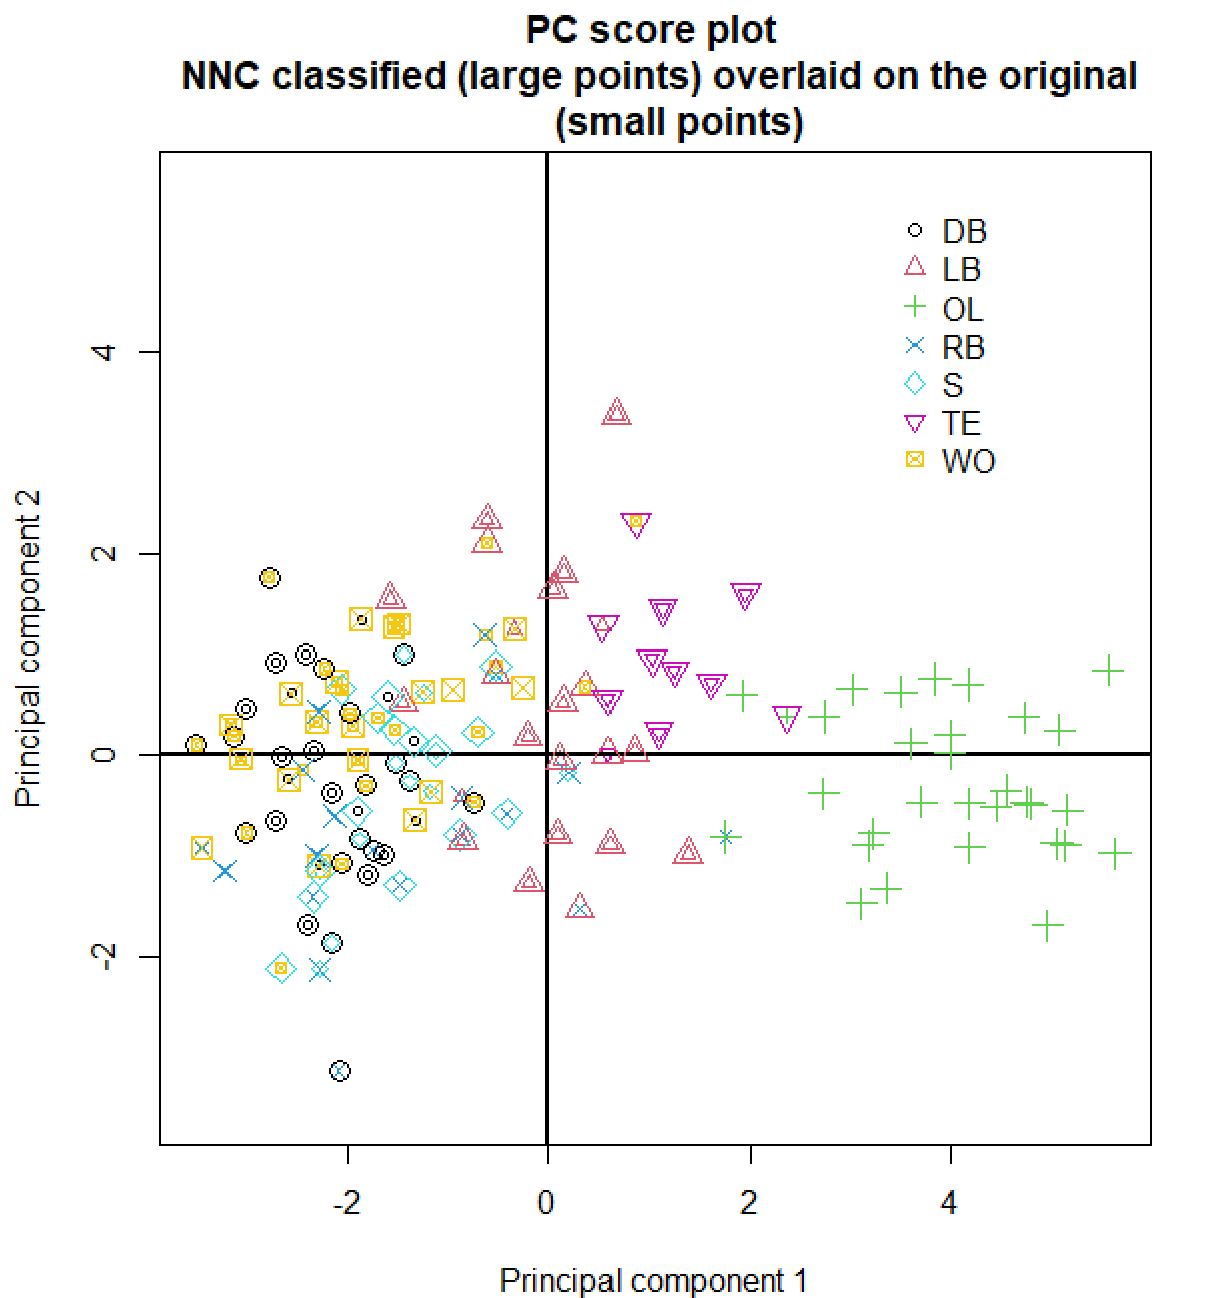 PC score plot
NNC classified (large points) overlaid on the original
(small points)
DB
LB
OL
RB
S
TE
WO
4
2
0
-2
Principal component 2
-2
0
2
4
Principal component 1